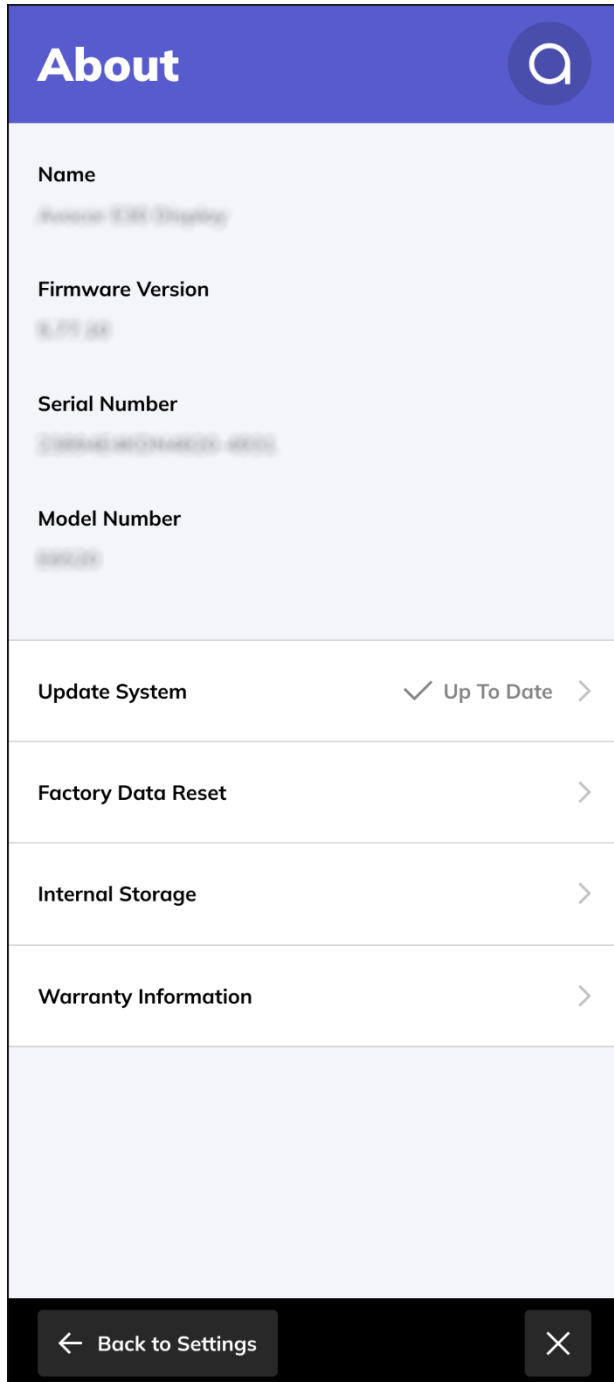 About
Name
Firmware Version
Serial Number
Model Number
Update System
Up To Date
Factory Data Reset
Internal Storage
Warranty Information
Back to Settings